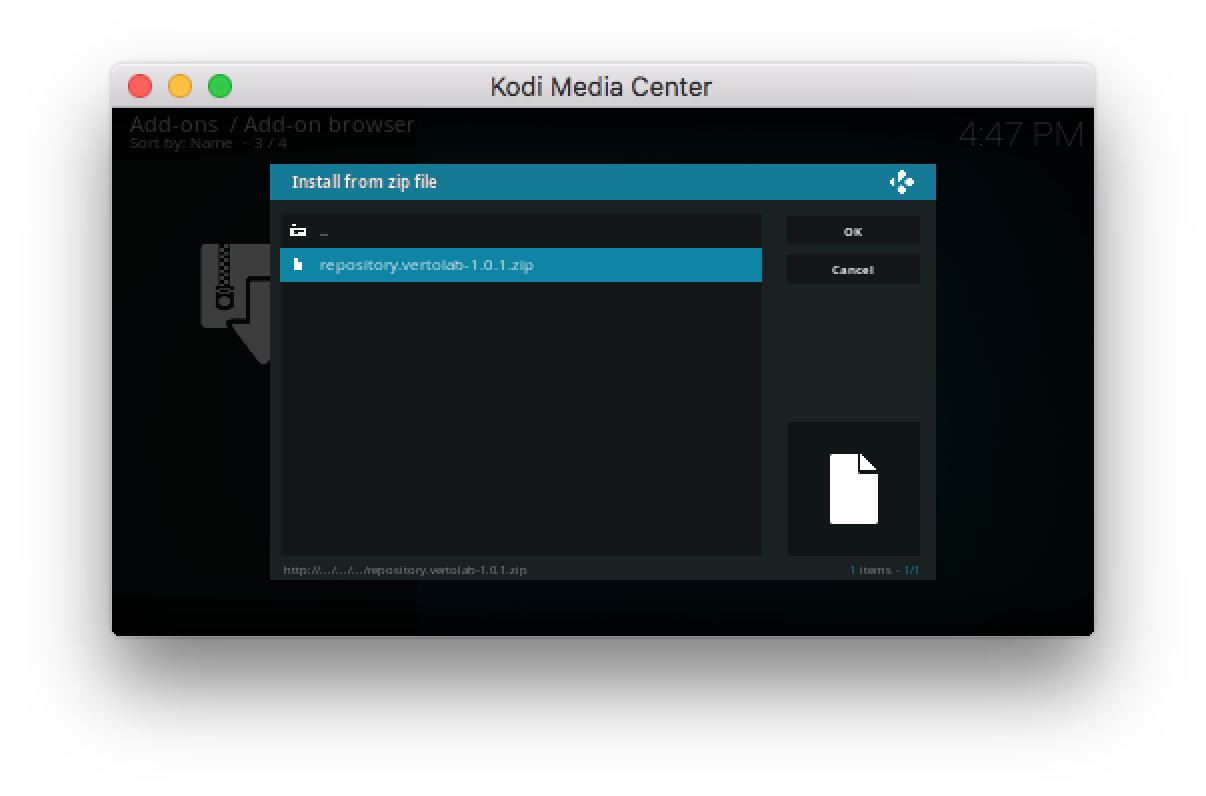 Kodi Media Center
Add-ons / Add-on browser
Sort by: Name · 3 / 4
4:47 PM
Install from zip file
..
OK
repository.vertolab-1.0.1.zip
Cancel
http://.../.../.../repository.vertolab-1.0.1.zip
1 items - 1/1